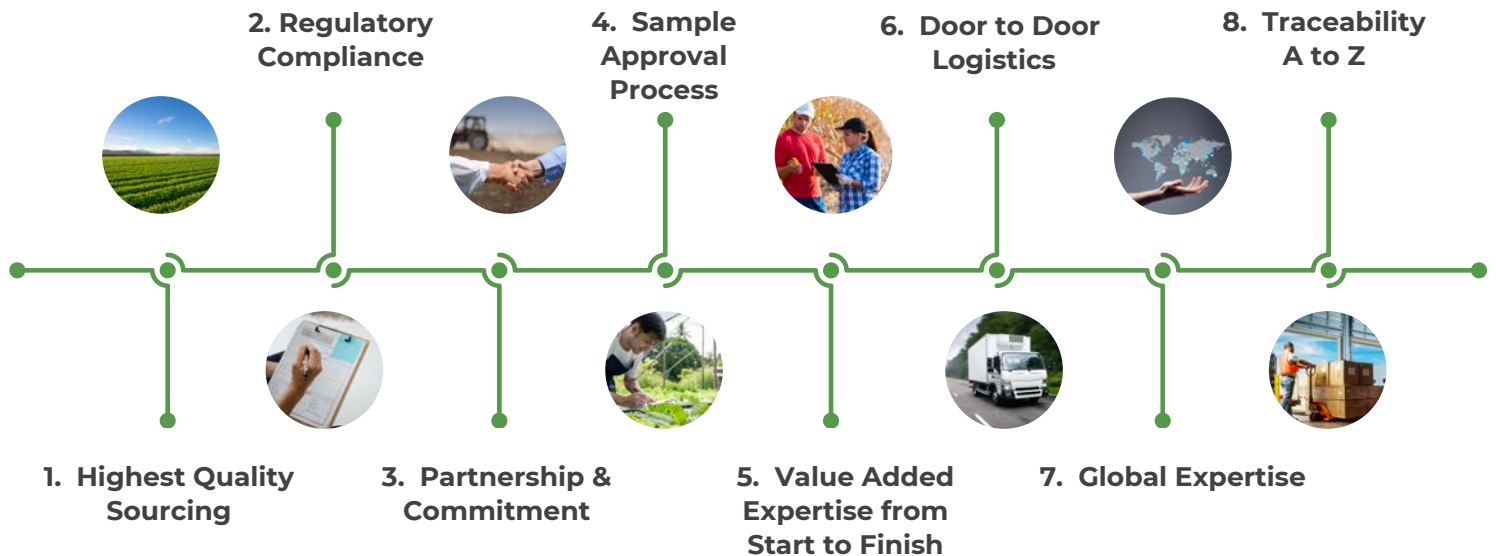 1. Highest Quality
Sourcing
2. Regulatory
Compliance
3. Partnership &
Commitment
4. Sample
Approval
Process
5. Value Added
Expertise from
Start to Finish
6. Door to Door
Logistics
7. Global Expertise
8. Traceability
A to Z